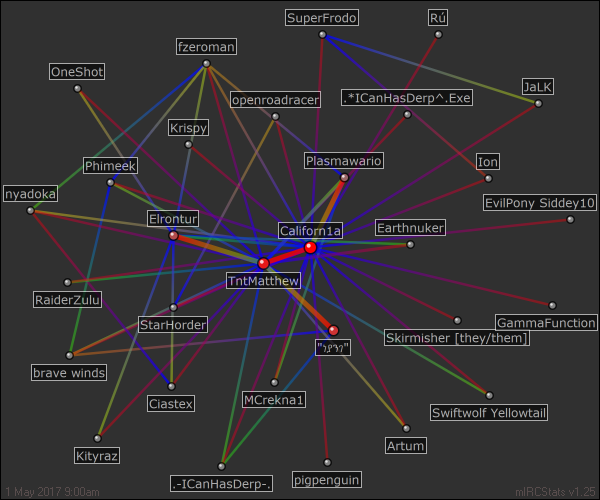 SuperFrodo
Rú
fzeroman
OneShot
JaLK
openroadracer
.*ICanHasDerp^.Exe
Krispy
Plasmawario
Phimeek
Ion
nyadoka
EvilPony Siddey10
Elrontur
Californ1a
Earthnuker
TntMatthew
RaiderZulu
StarHorder
GammaFunction
Skirmisher [they/them]
brave winds
Ciastex
MCrekna1
Swiftwolf Yellowtail
Artum
Kityraz
.-ICanHasDerp-.
pigpenguin
1 May 2017 9:00am
mIRCStats v1.25